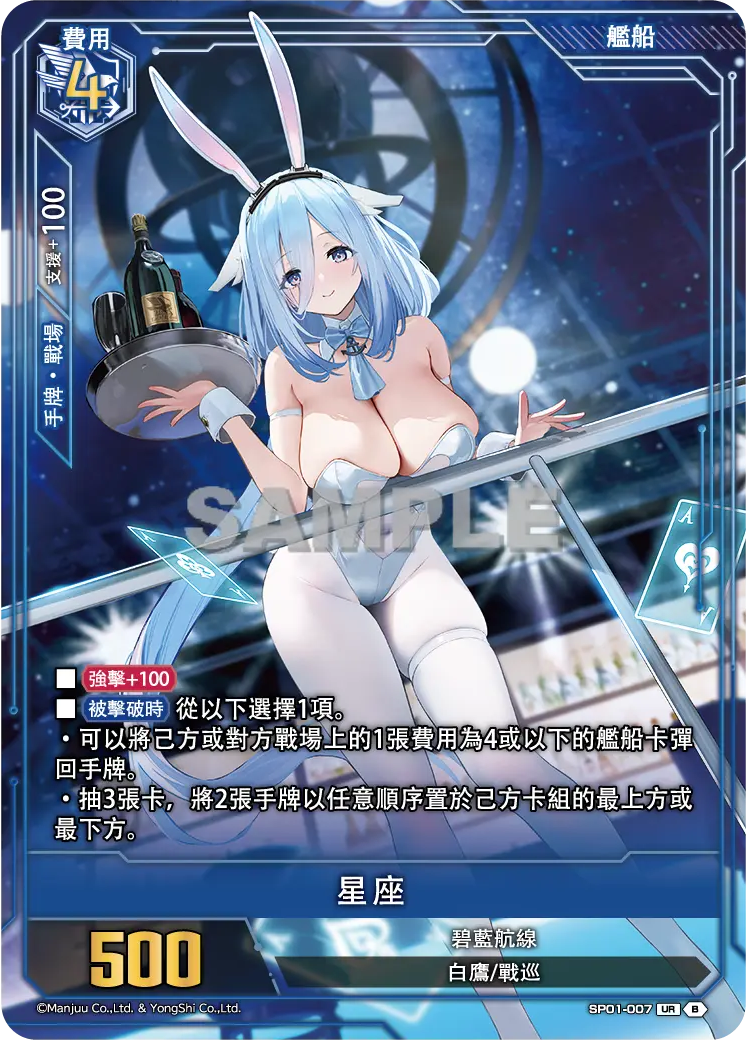 費用
4
艦船
手牌・戰場
支援+100
SAMPLE
A
A
■ 強擊+100
■ 被擊破時 從以下選擇1項。
・可以將己方或對方戰場上的1張費用為4或以下的艦船卡彈
回手牌。
・抽3張卡，將2張手牌以任意順序置於己方卡組的最上方或
最下方。
星座
500
碧藍航線
白鷹/戰巡
©Manjuu Co.,Ltd. & YongShi Co.,Ltd.
SP01-007 UR B